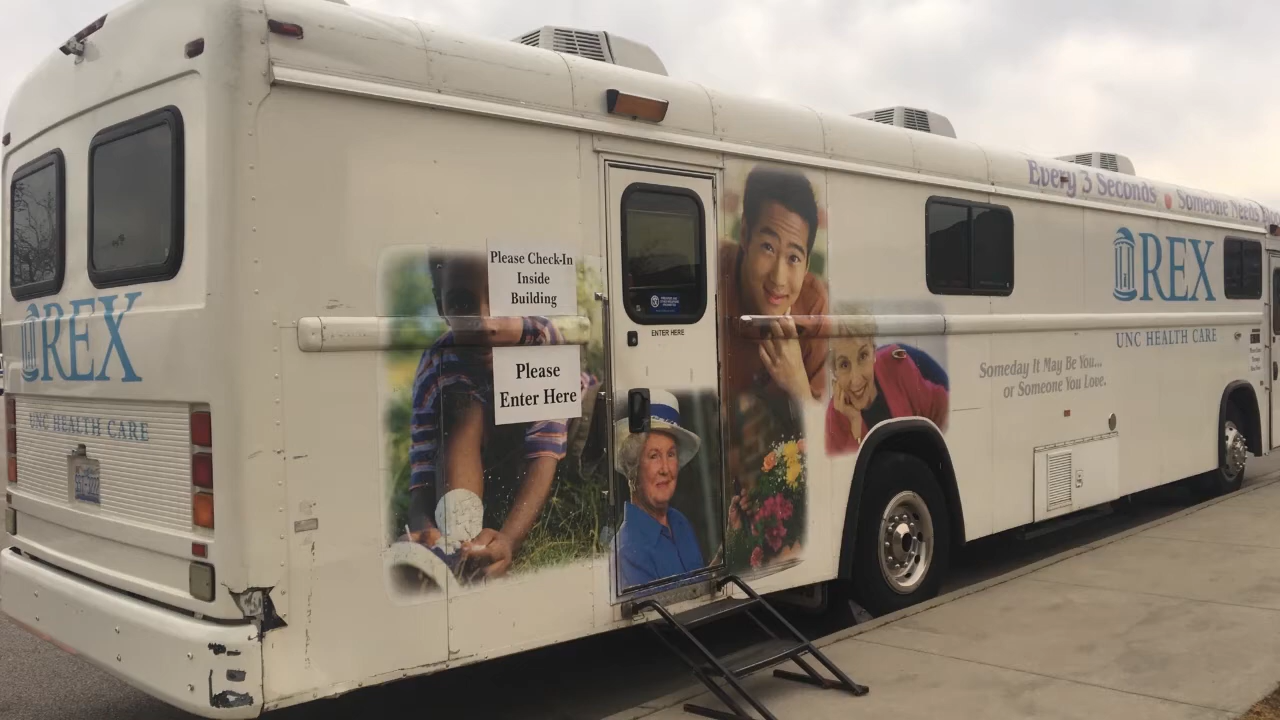 REX
UNC HEALTH CARE
Please Check-In
Inside
Building
Please
Enter Here
ENTER HERE
Every 3 Seconds Someone Needs
REX
UNC HEALTH CARE
Someday It May Be You...
or Someone You Love.